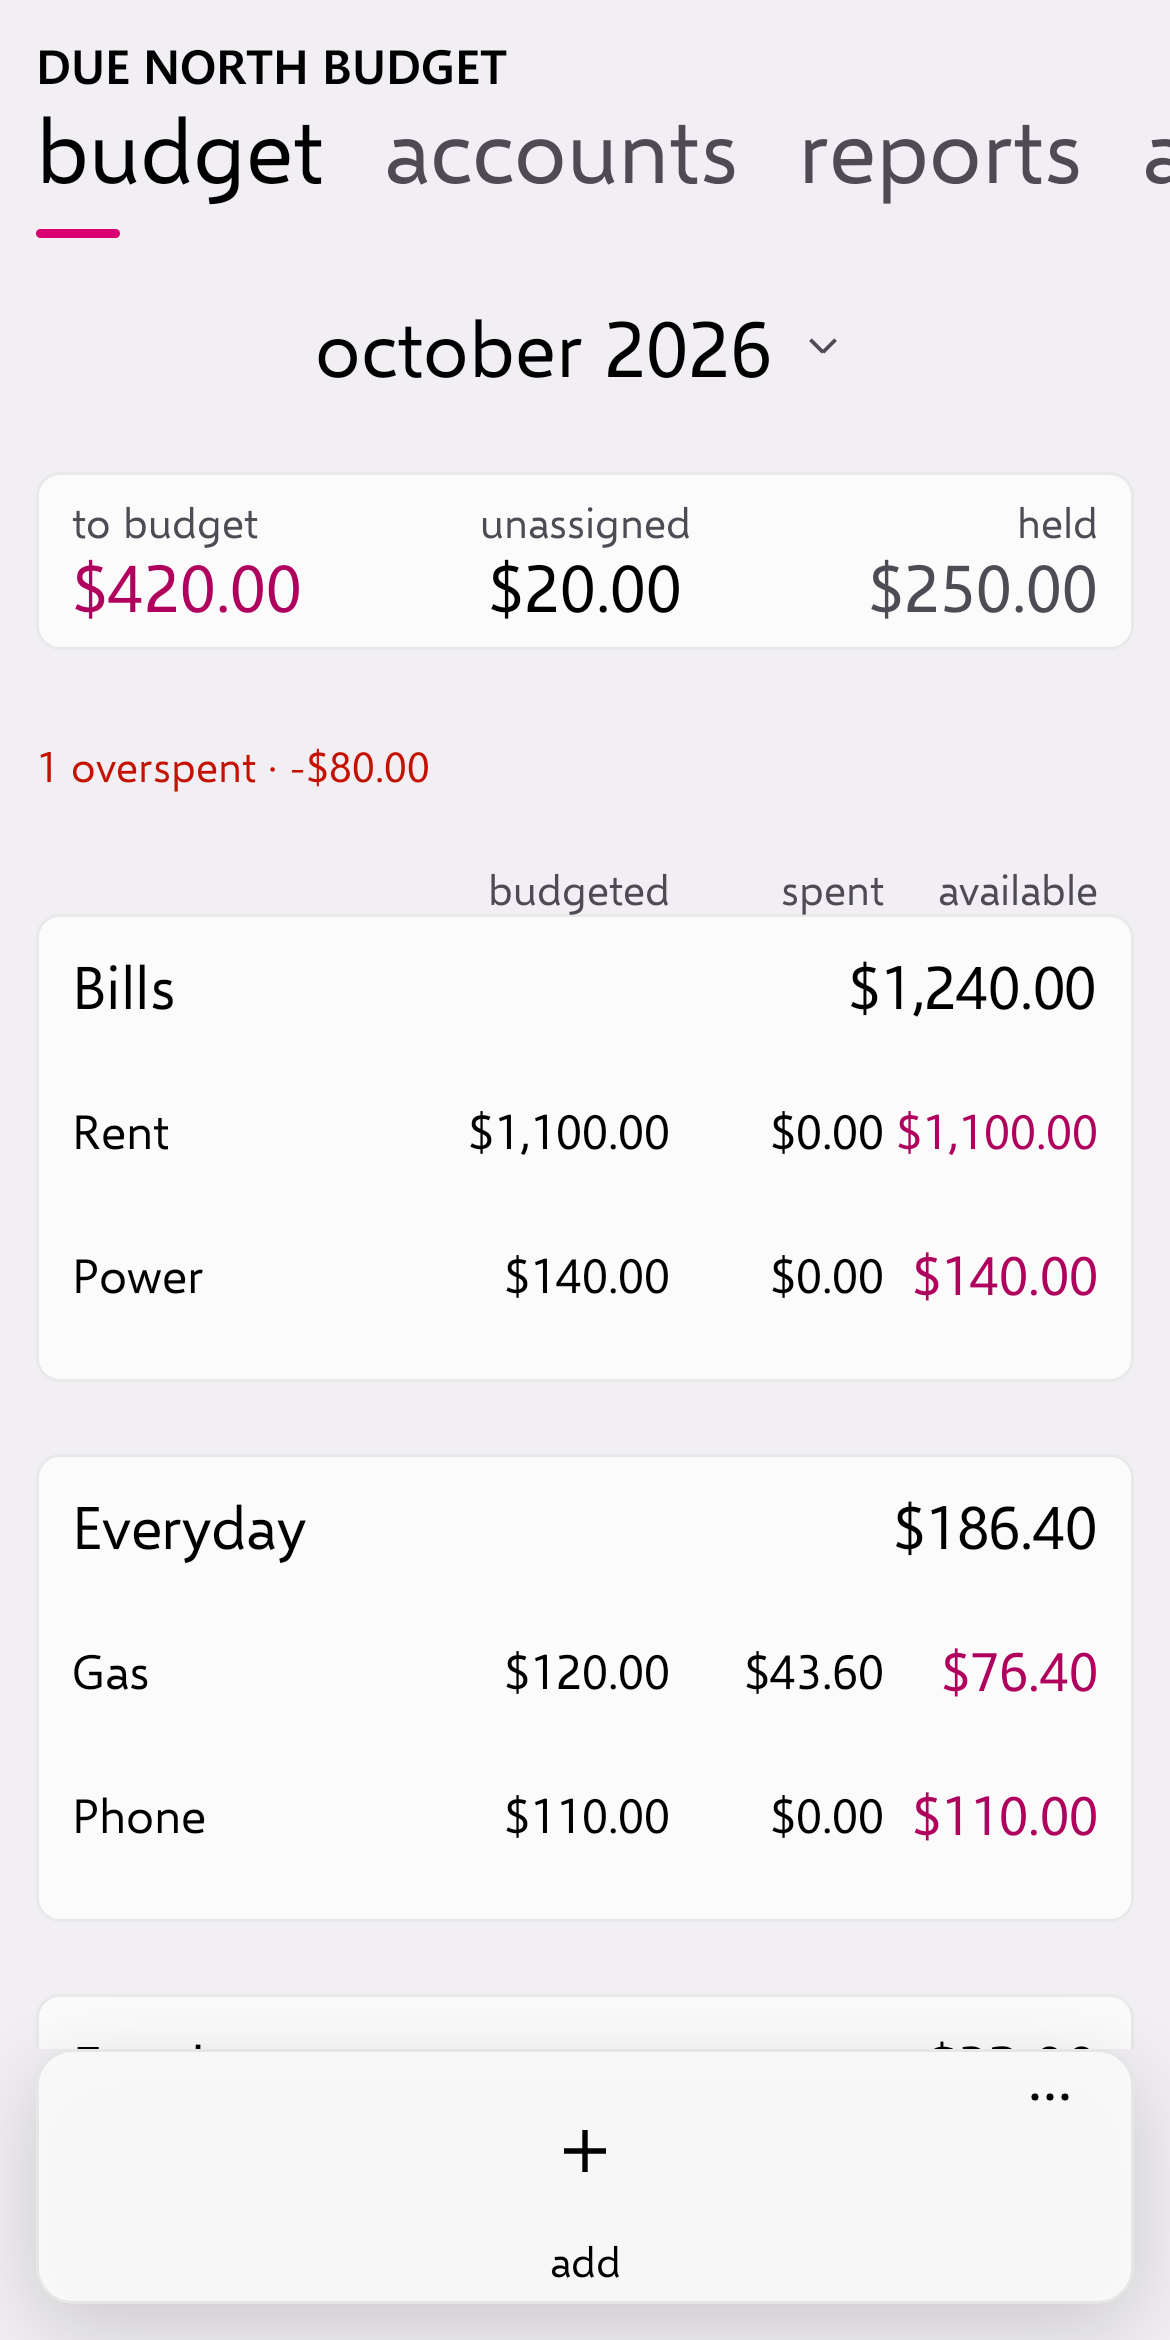 DUE NORTH BUDGET
budget accounts reports
october 2026
to budget unassigned held
$420.00 $20.00 $250.00
1 overspent · -$80.00
budgeted spent available
Bills $1,240.00
Rent $1,100.00 $0.00 $1,100.00
Power $140.00 $0.00 $140.00
Everyday $186.40
Gas $120.00 $43.60 $76.40
Phone $110.00 $0.00 $110.00
...
+
add